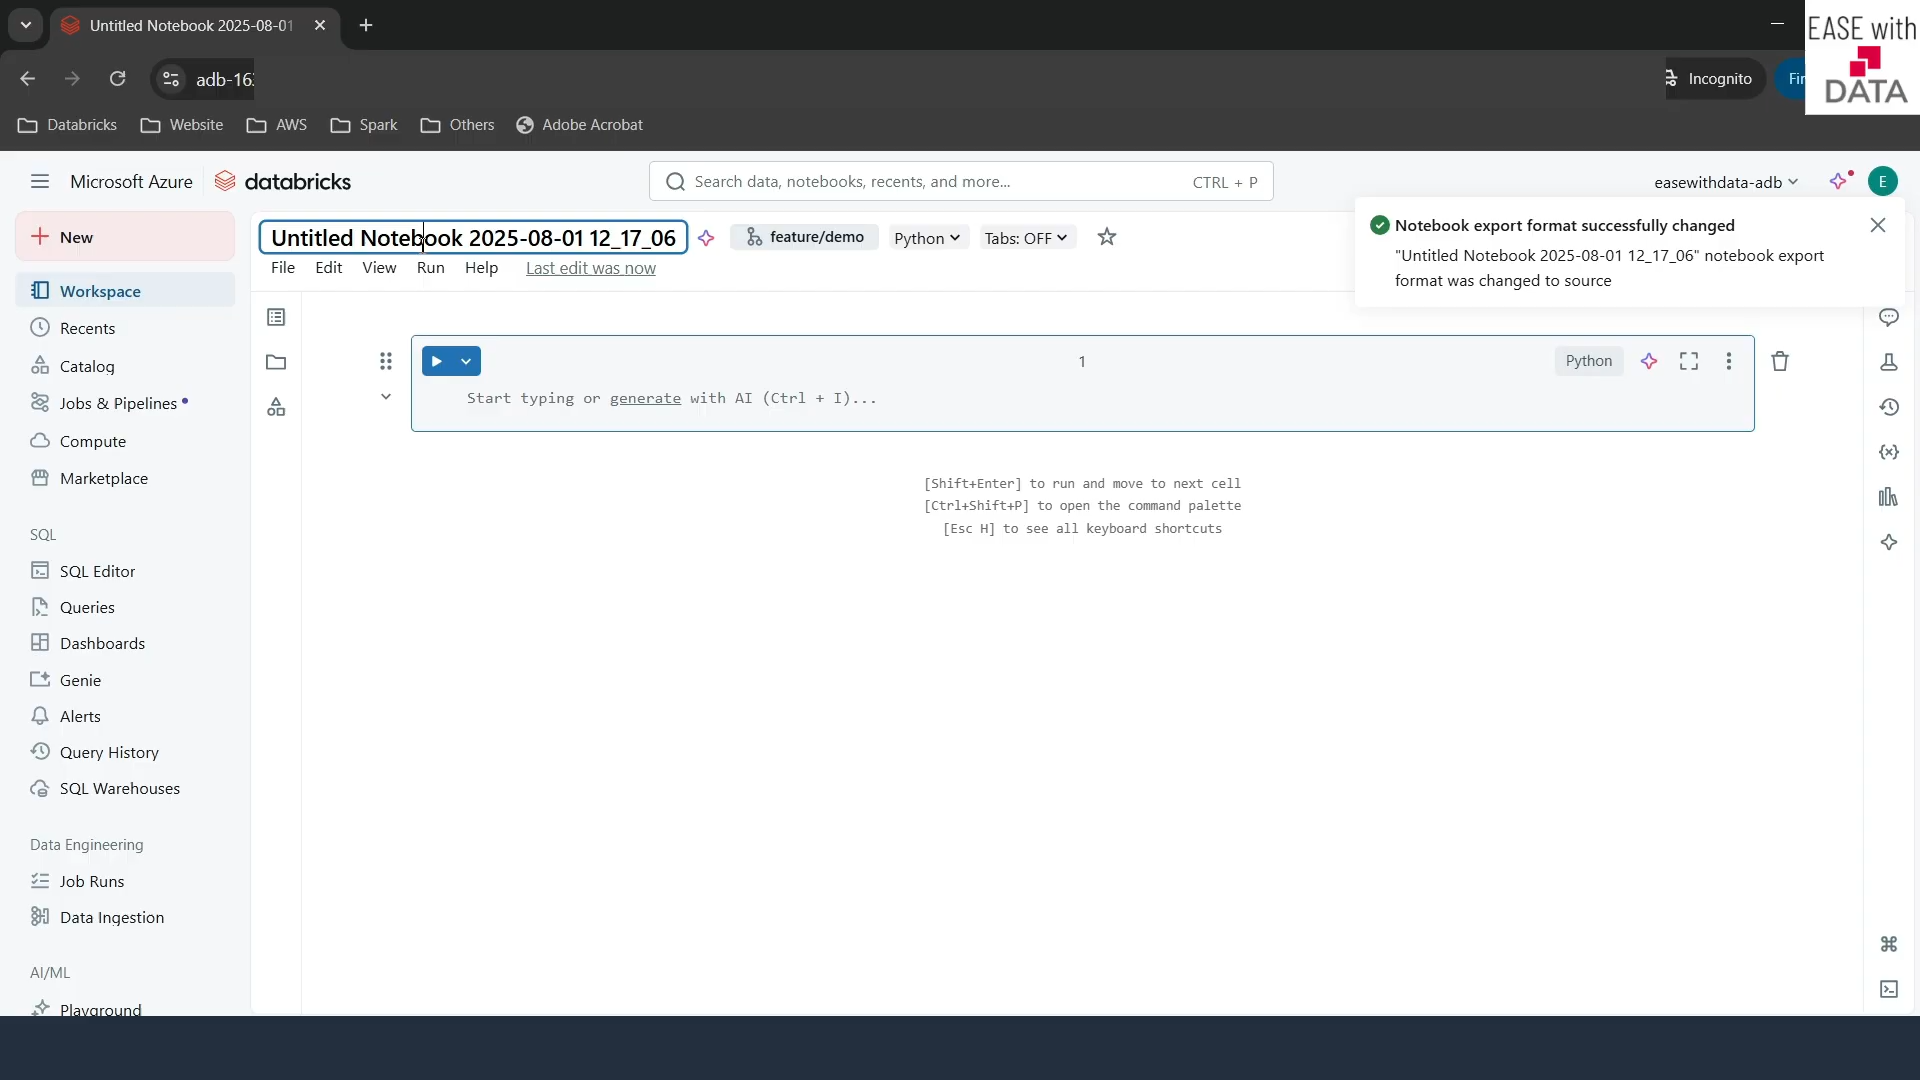 Untitled Notebook 2025-08-01
EASE with
DATA
adb-163
Incognito
Fin
Databricks
Website
AWS
Spark
Others
Adobe Acrobat
Microsoft Azure
databricks
Search data, notebooks, recents, and more...
CTRL + P
easewithdata-adb
E
New
Untitled Notebook 2025-08-01 12_17_06
feature/demo
Python
Tabs: OFF
File
Edit
View
Run
Help
Last edit was now
Notebook export format successfully changed
"Untitled Notebook 2025-08-01 12_17_06" notebook export
format was changed to source
Workspace
Recents
Catalog
Jobs & Pipelines
Compute
Marketplace
SQL
SQL Editor
Queries
Dashboards
Genie
Alerts
Query History
SQL Warehouses
Data Engineering
Job Runs
Data Ingestion
AI/ML
Playground
1
Python
Start typing or generate with AI (Ctrl + I)...
[Shift+Enter] to run and move to next cell
[Ctrl+Shift+P] to open the command palette
[Esc H] to see all keyboard shortcuts